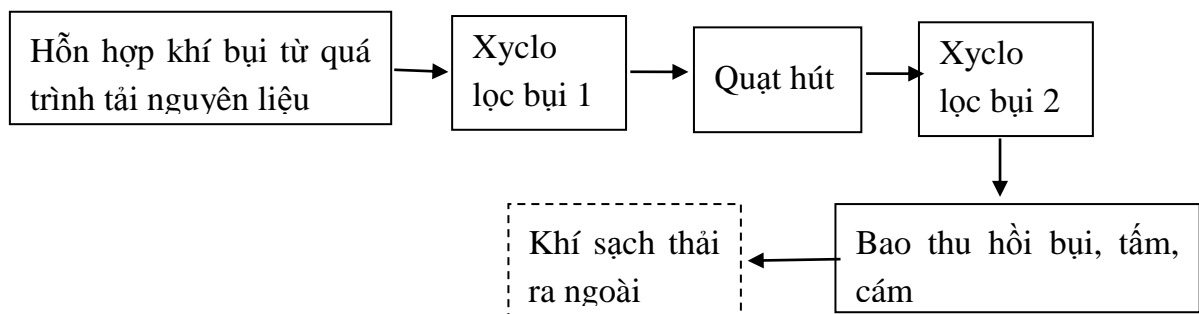 Hỗn hợp khí bụi từ quá
trình tải nguyên liệu
Xyclo
lọc bụi 1
Quạt hút
Xyclo
lọc bụi 2
Bao thu hồi bụi, tấm,
cám
Khí sạch thải
ra ngoài